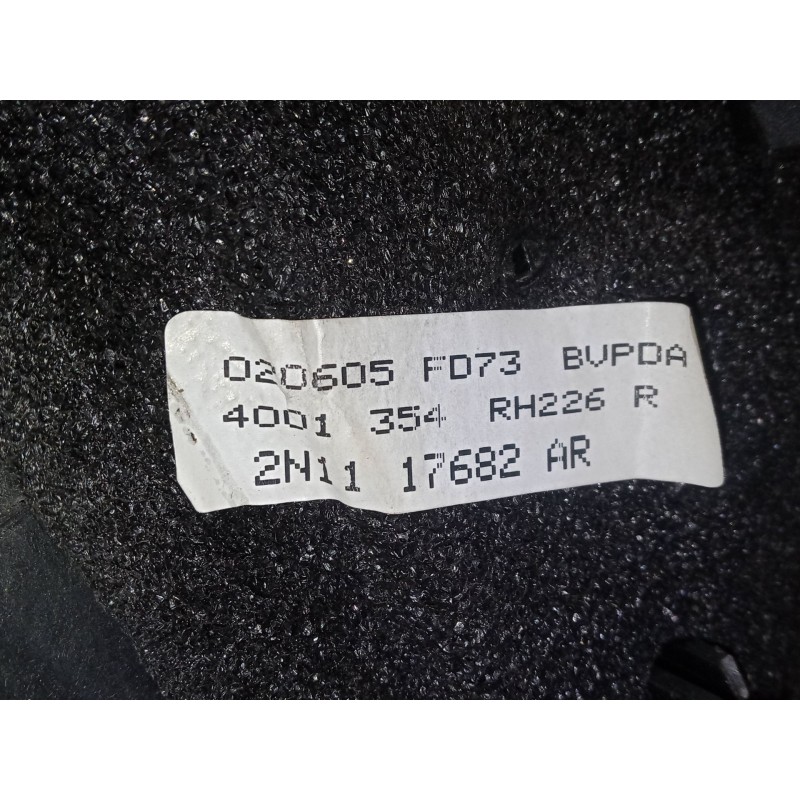 020605 FD73 BVPDA
4001 354 RH226 R
2N11 17682 AR